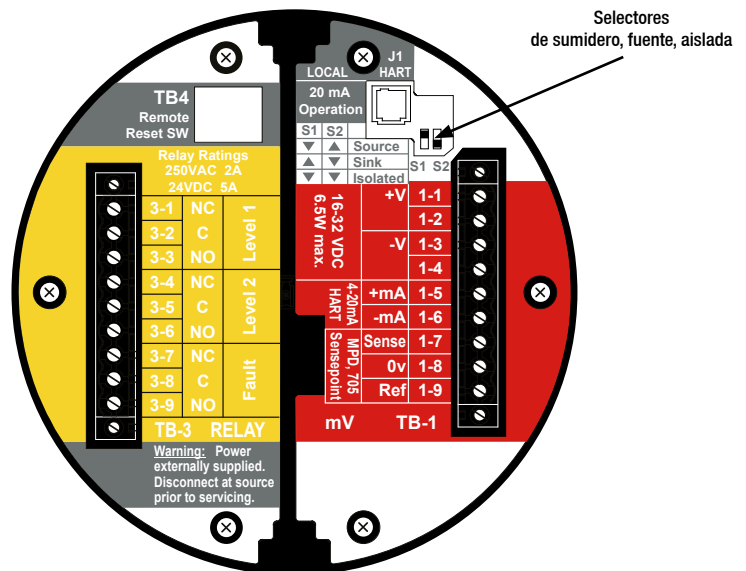 Selectores
de sumidero, fuente, aislada
J1
LOCAL HART
20 mA
Operation
S1 S2
▼ ▲ Source
▲ ▼ Sink
▼ ▼ Isolated
S1 S2
TB4
Remote
Reset SW
Relay Ratings
250VAC 2A
24VDC 5A
3-1 NC
3-2 C
3-3 NO
Level 1
3-4 NC
3-5 C
3-6 NO
Level 2
3-7 NC
3-8 C
3-9 NO
Fault
TB-3 RELAY
Warning: Power
externally supplied.
Disconnect at source
prior to servicing.
16-32 VDC
6.5W max.
+V 1-1
1-2
-V 1-3
1-4
4-20mA
HART
+mA 1-5
-mA 1-6
MPD, 705
Sensepoint
Sense 1-7
0v 1-8
Ref 1-9
mV TB-1